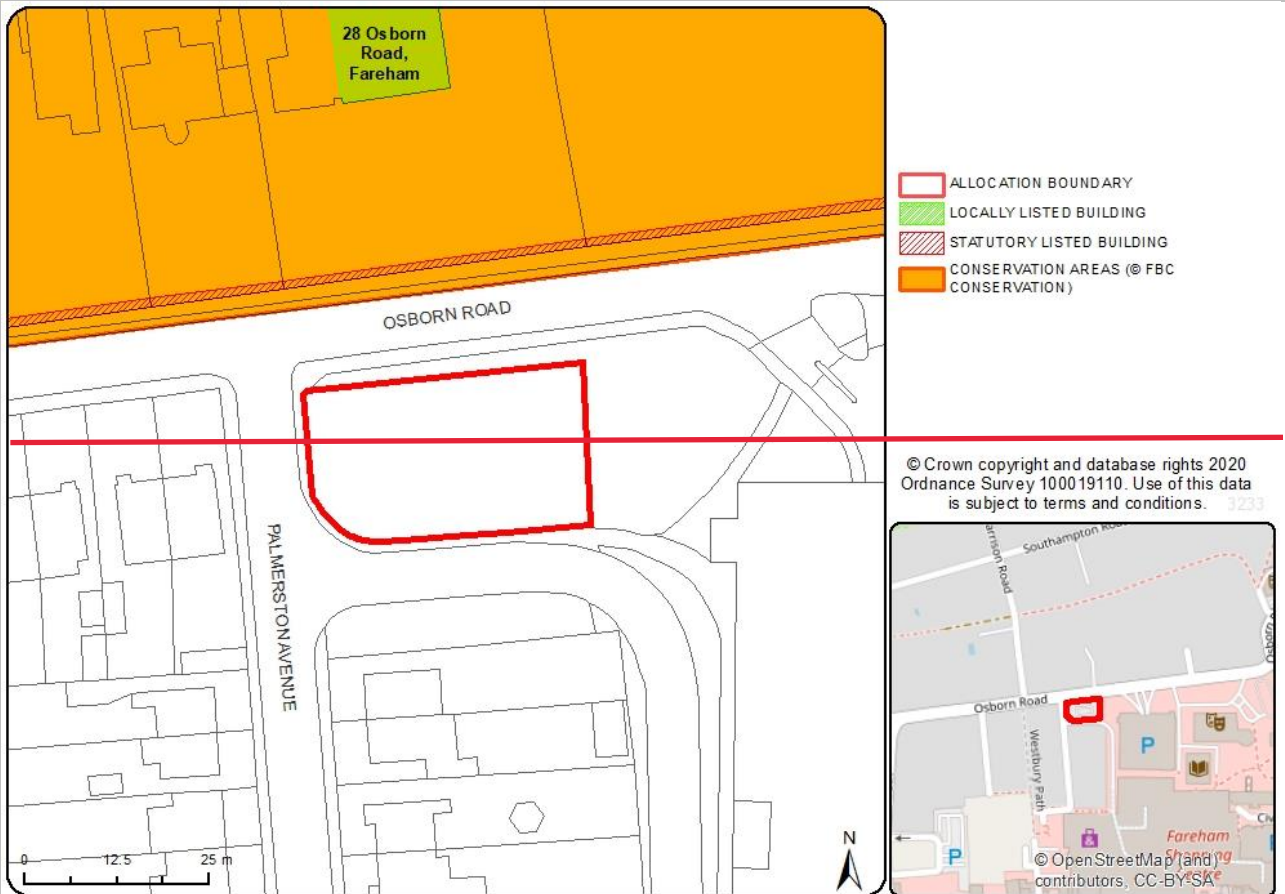 28 Osborn
Road,
Fareham
OSBORN ROAD
PALMERSTON AVENUE
0 12.5 25 m
N
ALLOCATION BOUNDARY
LOCALLY LISTED BUILDING
STATUTORY LISTED BUILDING
CONSERVATION AREAS (© FBC
CONSERVATION)
© Crown copyright and database rights 2020
Ordnance Survey 100019110. Use of this data
is subject to terms and conditions. 3233
Southampton
Road
Osborn Road
Westbury Path
Osborn
P
P
Fareham
Shopping
Centre
© OpenStreetMap (and)
contributors, CC-BY-SA